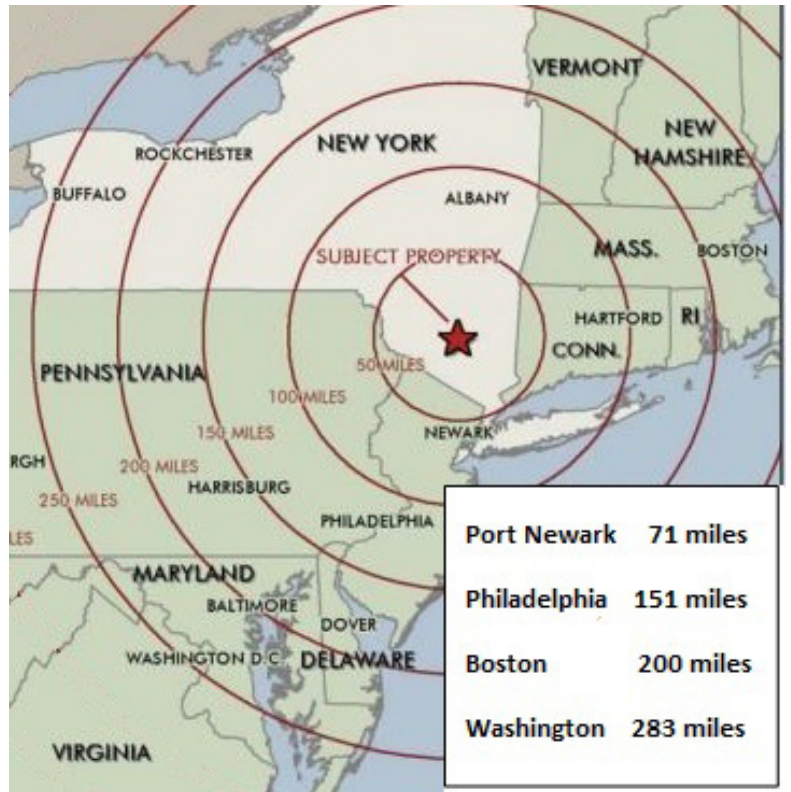 VERMONT
NEW YORK
NEW
HAMSHIRE
ROCKCHESTER
BUFFALO
ALBANY
SUBJECT PROPERTY
MASS.
BOSTON
HARTFORD
RI
CONN.
50 MILES
PENNSYLVANIA
100 MILES
150 MILES
NEWARK
200 MILES
RGH
HARRISBURG
250 MILES
PHILADELPHIA
LES
MARYLAND
BALTIMORE
DOVER
WASHINGTON D.C.
DELAWARE
VIRGINIA
Port Newark 71 miles
Philadelphia 151 miles
Boston 200 miles
Washington 283 miles